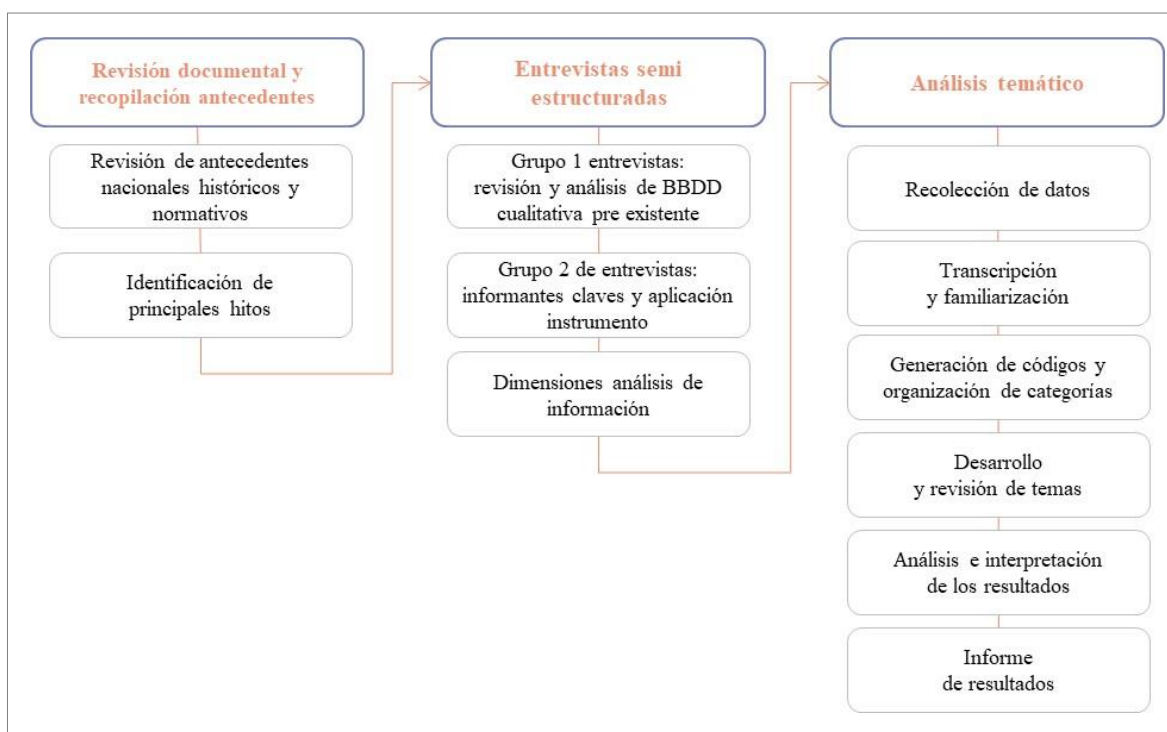 Revisión documental y
recopilación antecedentes
Revisión de antecedentes
nacionales históricos y
normativos
Identificación de
principales hitos
Entrevistas semi
estructuradas
Grupo 1 entrevistas:
revisión y análisis de BBDD
cualitativa pre existente
Grupo 2 de entrevistas:
informantes claves y aplicación
instrumento
Dimensiones análisis de
información
Análisis temático
Recolección de datos
Transcripción
y familiarización
Generación de códigos y
organización de categorías
Desarrollo
y revisión de temas
Análisis e interpretación
de los resultados
Informe
de resultados